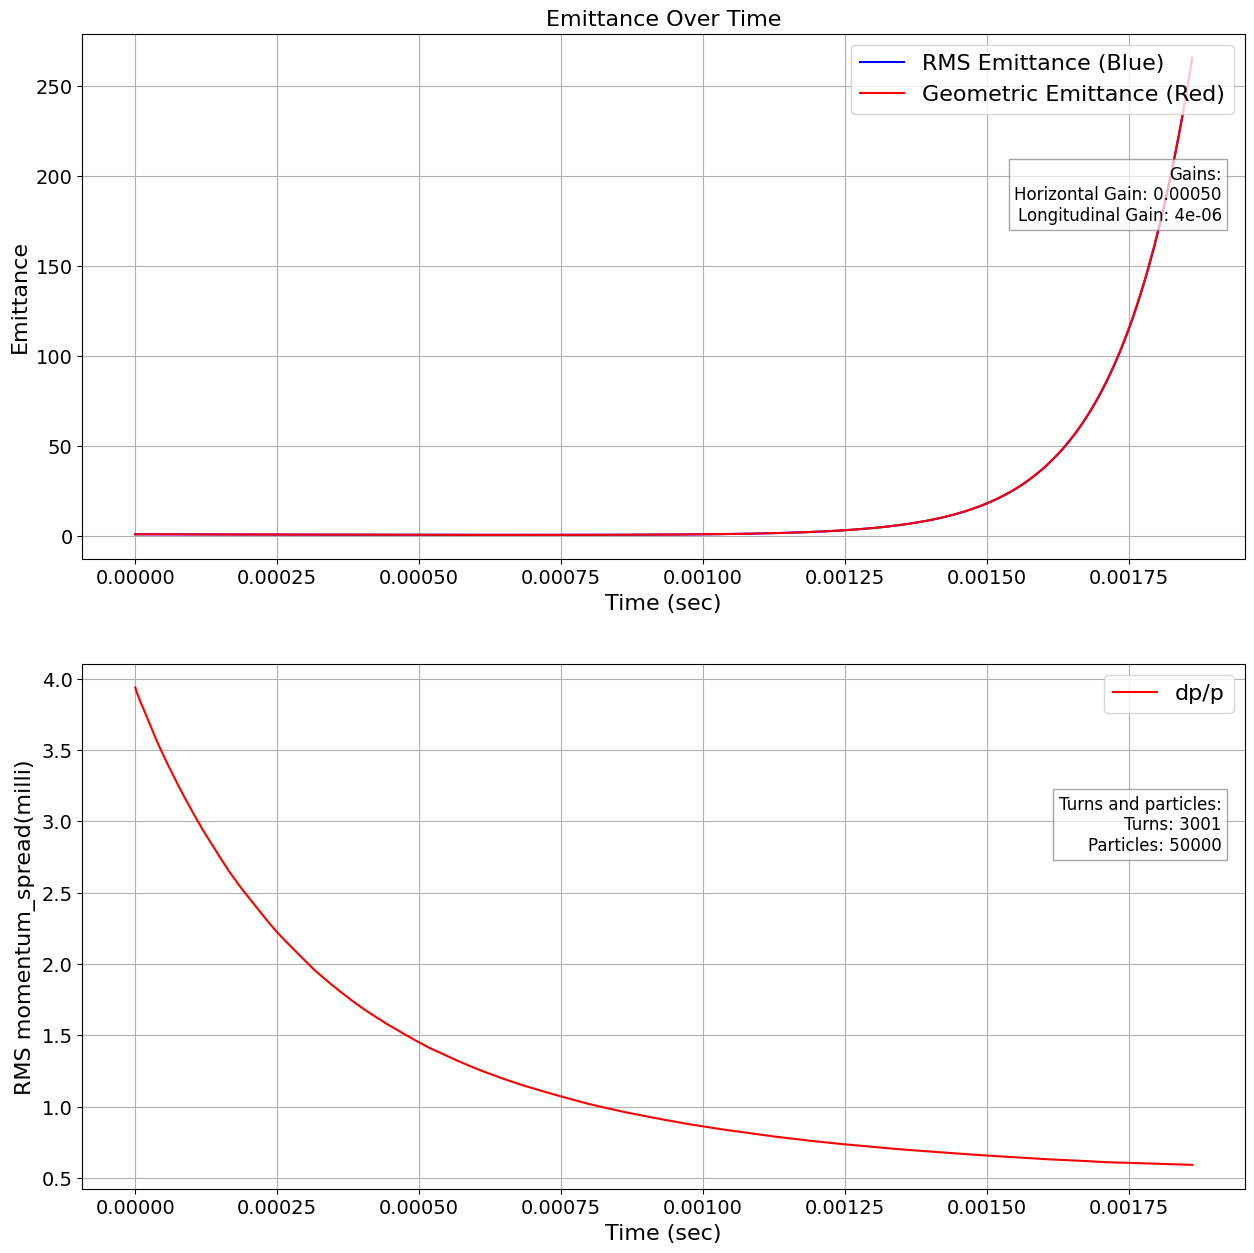 Emittance Over Time
RMS Emittance (Blue)
Geometric Emittance (Red)
Gains:
Horizontal Gain: 0.00050
Longitudinal Gain: 4e-06
Emittance
250
200
150
100
50
0
0.00000 0.00025 0.00050 0.00075 0.00100 0.00125 0.00150 0.00175
Time (sec)
dp/p
Turns and particles:
Turns: 3001
Particles: 50000
RMS momentum_spread(milli)
4.0
3.5
3.0
2.5
2.0
1.5
1.0
0.5
0.00000 0.00025 0.00050 0.00075 0.00100 0.00125 0.00150 0.00175
Time (sec)